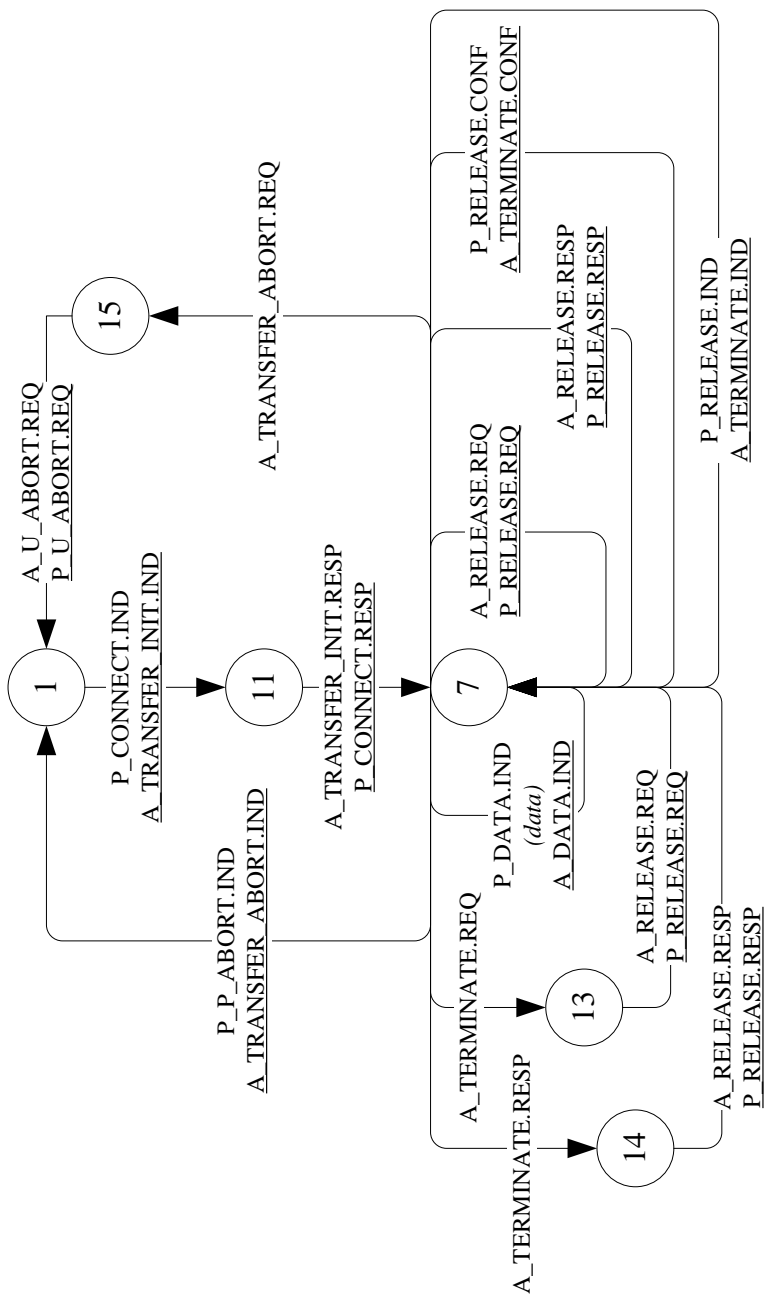 A_U_ABORT.REQ
P_U_ABORT.REQ
15
1
P_CONNECT.IND
A_TRANSFER_INIT.IND
P_P_ABORT.IND
A_TRANSFER_ABORT.IND
11
A_TRANSFER_ABORT.REQ
A_TRANSFER_INIT.RESP
P_CONNECT.RESP
7
A_TERMINATE.RESP
A_TERMINATE.REQ
P_DATA.IND
(data)
A_DATA.IND
A_RELEASE.REQ
P_RELEASE.REQ
A_RELEASE.RESP
P_RELEASE.RESP
P_RELEASE.CONF
A_TERMINATE.CONF
14
13
A_RELEASE.REQ
P_RELEASE.REQ
A_RELEASE.RESP
P_RELEASE.RESP
P_RELEASE.IND
A_TERMINATE.IND